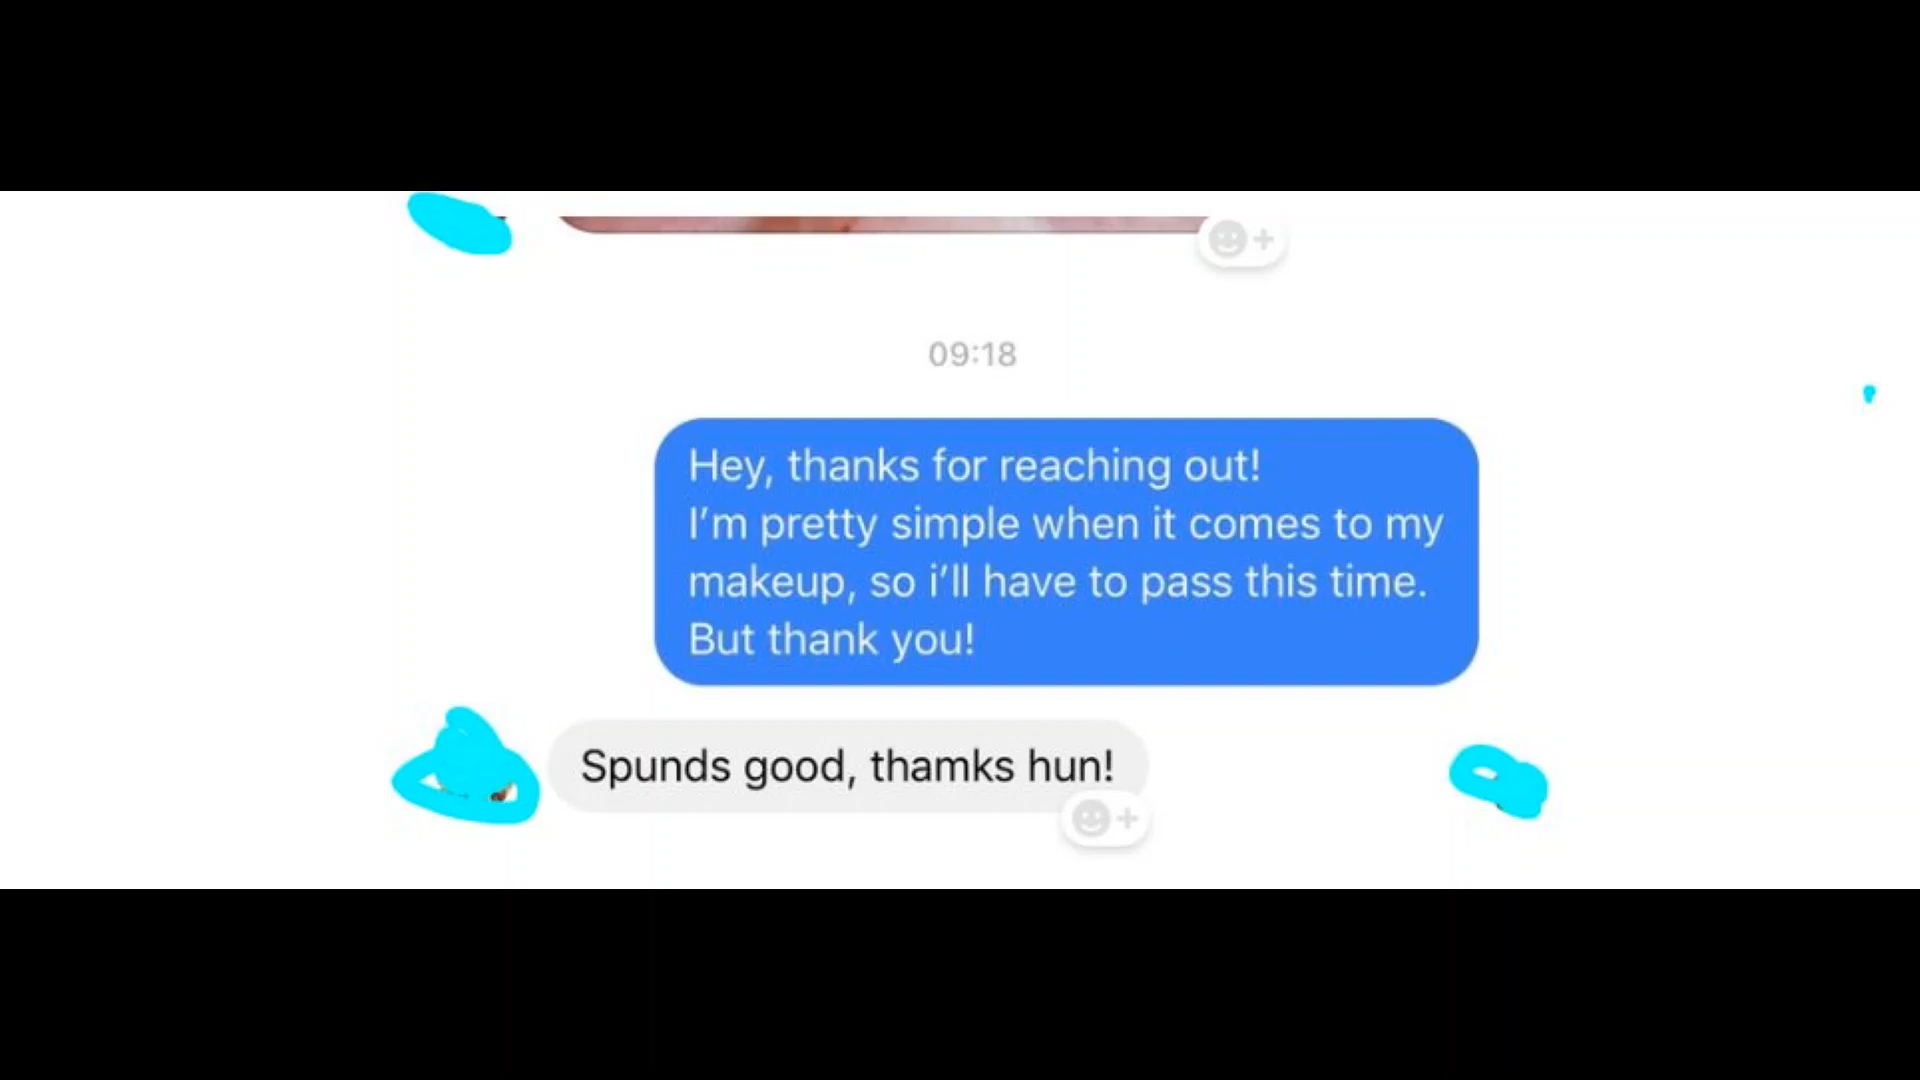 09:18
Hey, thanks for reaching out!
I’m pretty simple when it comes to my
makeup, so i’ll have to pass this time.
But thank you!
Spunds good, thamks hun!